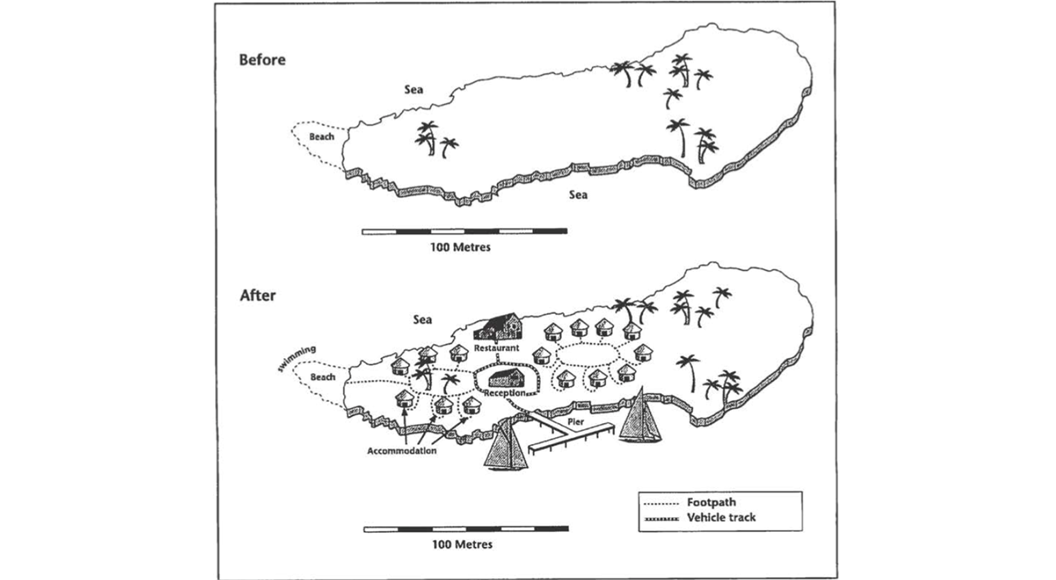 Before
Sea
Beach
Sea
100 Metres
After
Sea
swimming
Restaurant
Beach
Reception
Pier
Accommodation
Footpath
Vehicle track
100 Metres